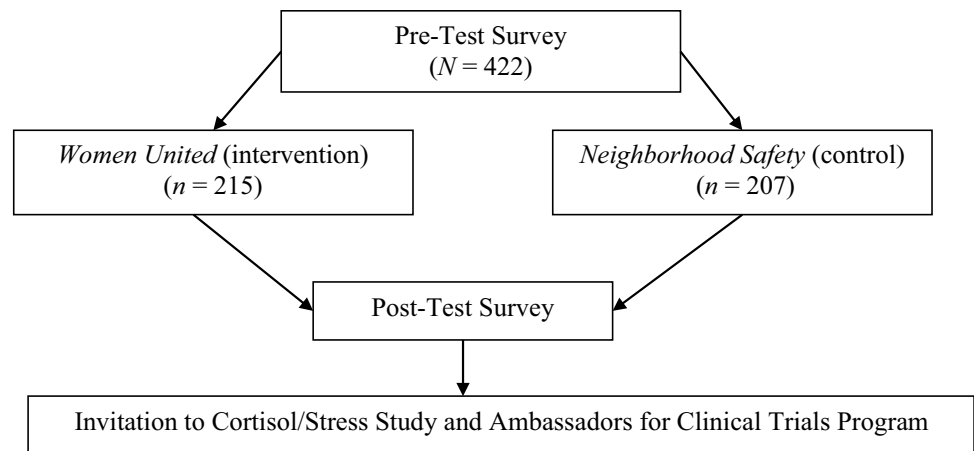 Pre-Test Survey
(N = 422)
Women United (intervention)
(n = 215)
Neighborhood Safety (control)
(n = 207)
Post-Test Survey
Invitation to Cortisol/Stress Study and Ambassadors for Clinical Trials Program